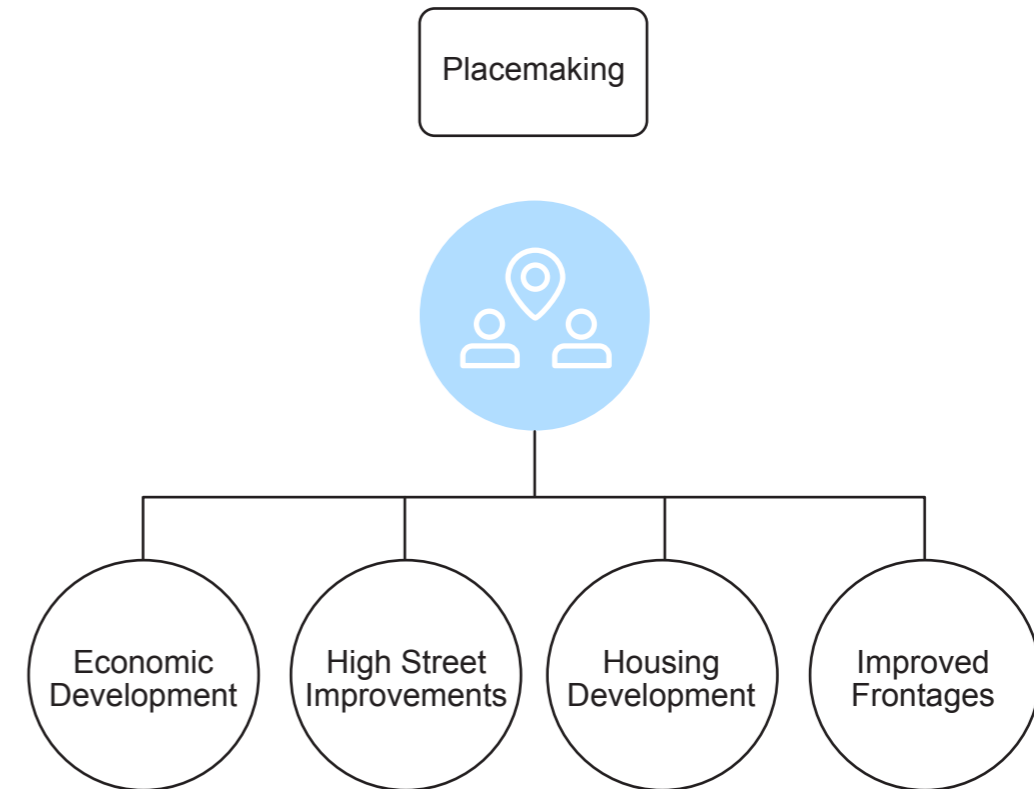 Placemaking
Economic
Development
High Street
Improvements
Housing
Development
Improved
Frontages